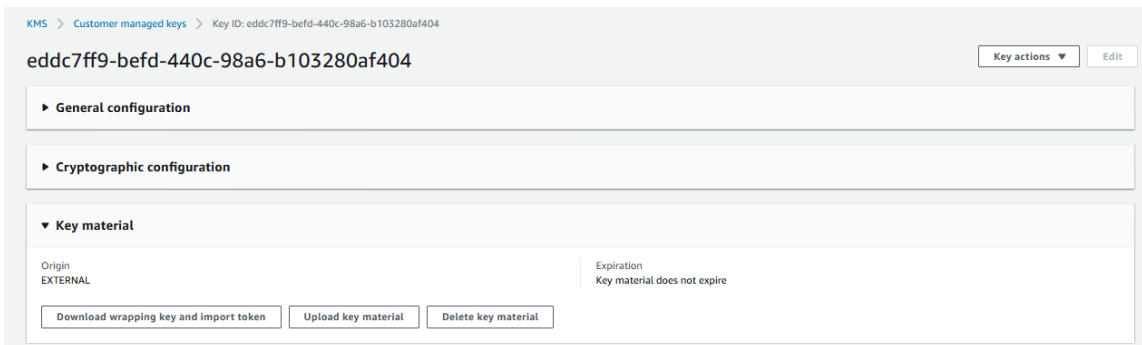 KMS > Customer managed keys > Key ID: eddc7ff9-befd-440c-98a6-b103280af404
eddc7ff9-befd-440c-98a6-b103280af404
Key actions ▼ Edit
▶ General configuration
▶ Cryptographic configuration
▼ Key material
Origin
EXTERNAL
Expiration
Key material does not expire
Download wrapping key and import token Upload key material Delete key material